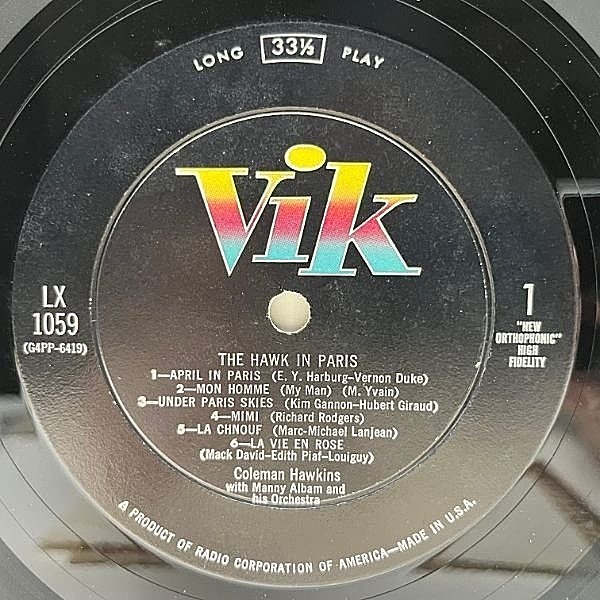 LONG 33⅓ PLAY
Vik
LX
1059
(G4PP-6419)
1
"NEW
ORTHOPHONIC"
HIGH
FIDELITY
THE HAWK IN PARIS
1—APRIL IN PARIS (E. Y. Harburg–Vernon Duke)
2—MON HOMME (My Man) (M. Yvain)
3—UNDER PARIS SKIES (Kim Gannon–Hubert Giraud)
4—MIMI (Richard Rodgers)
5—LA CHNOUF (Marc-Michael Lanjean)
6—LA VIE EN ROSE
(Mack David–Edith Piaf–Louiguy)
Coleman Hawkins
with Manny Albam and
his Orchestra
A PRODUCT OF RADIO CORPORATION OF AMERICA—MADE IN U.S.A.